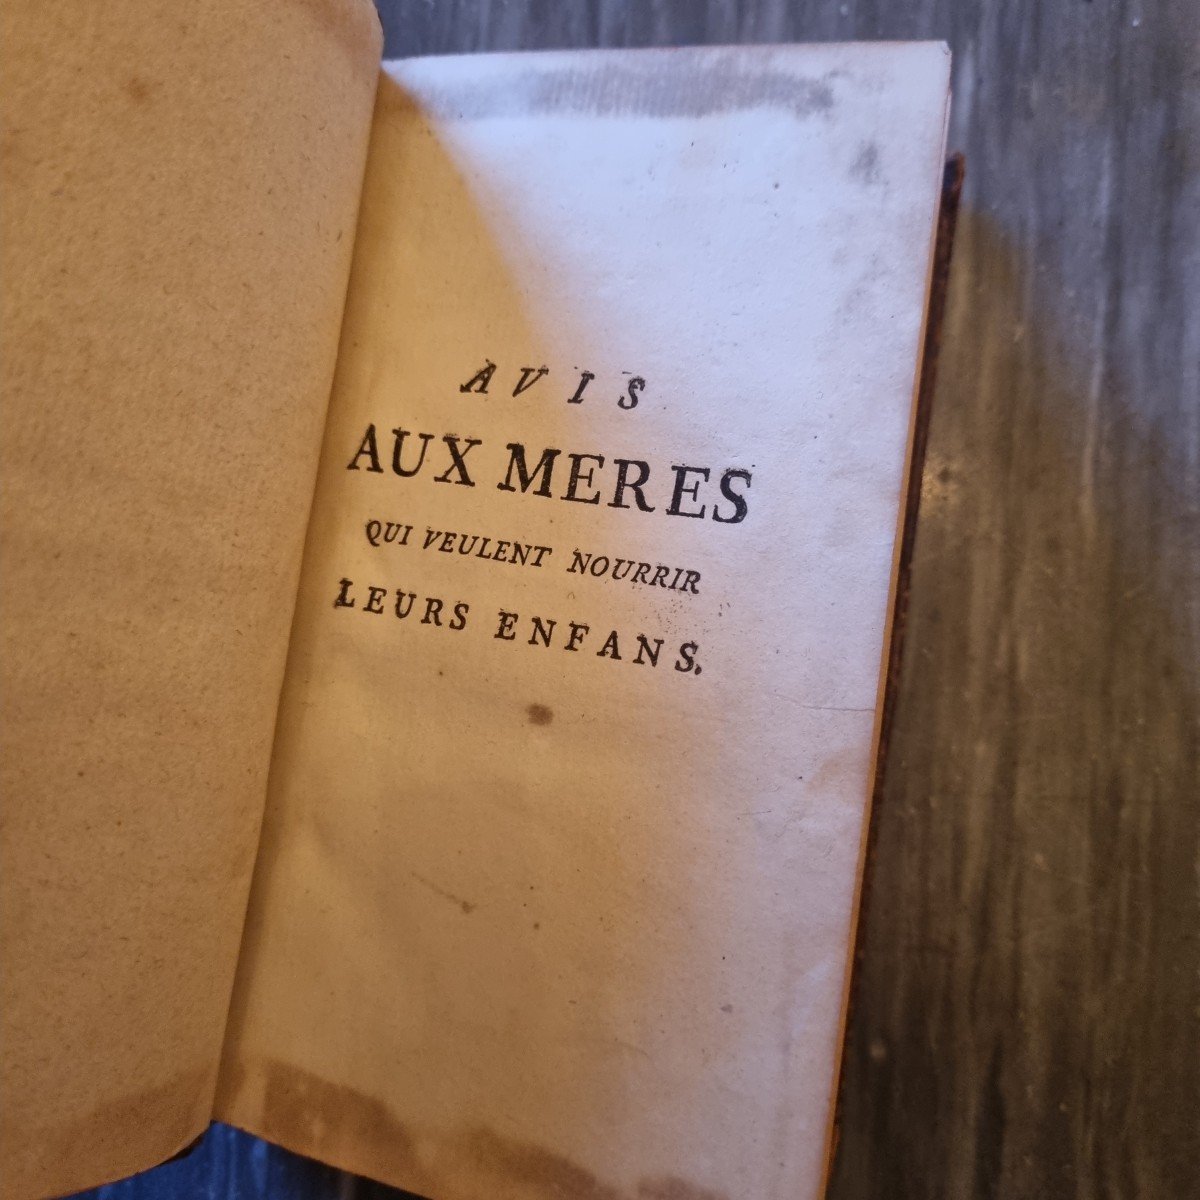 AVIS
AUX MERES
QUI VEULENT NOURRIR
LEURS ENFANS.